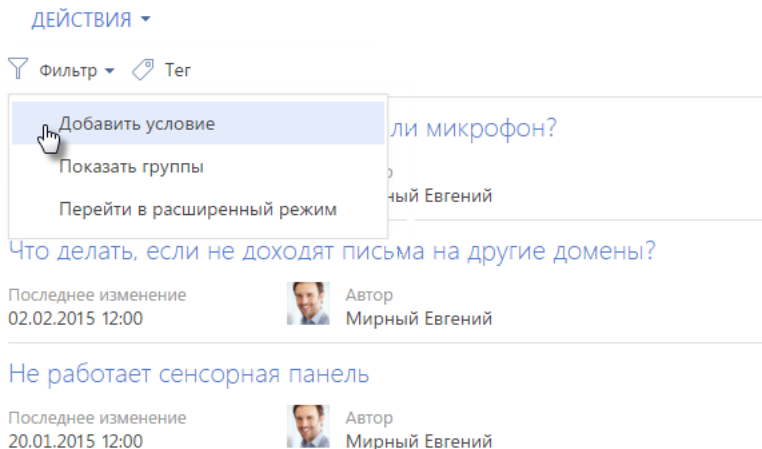 ДЕЙСТВИЯ
Фильтр Тег
Добавить условие
ли микрофон?
Показать группы
ный Евгений
Перейти в расширенный режим
Что делать, если не доходят письма на другие домены?
Последнее изменение Автор
02.02.2015 12:00 Мирный Евгений
Не работает сенсорная панель
Последнее изменение Автор
20.01.2015 12:00 Мирный Евгений